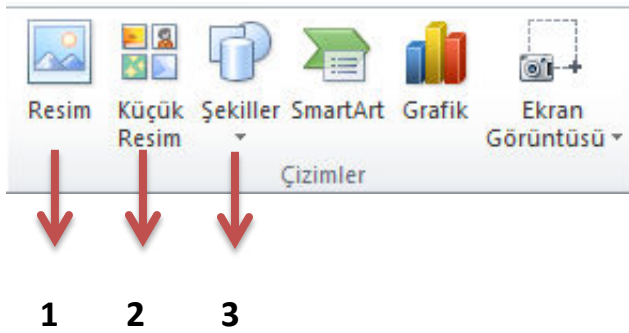 Resim Küçük Resim Şekiller SmartArt Grafik Ekran Görüntüsü
Çizimler
1 2 3